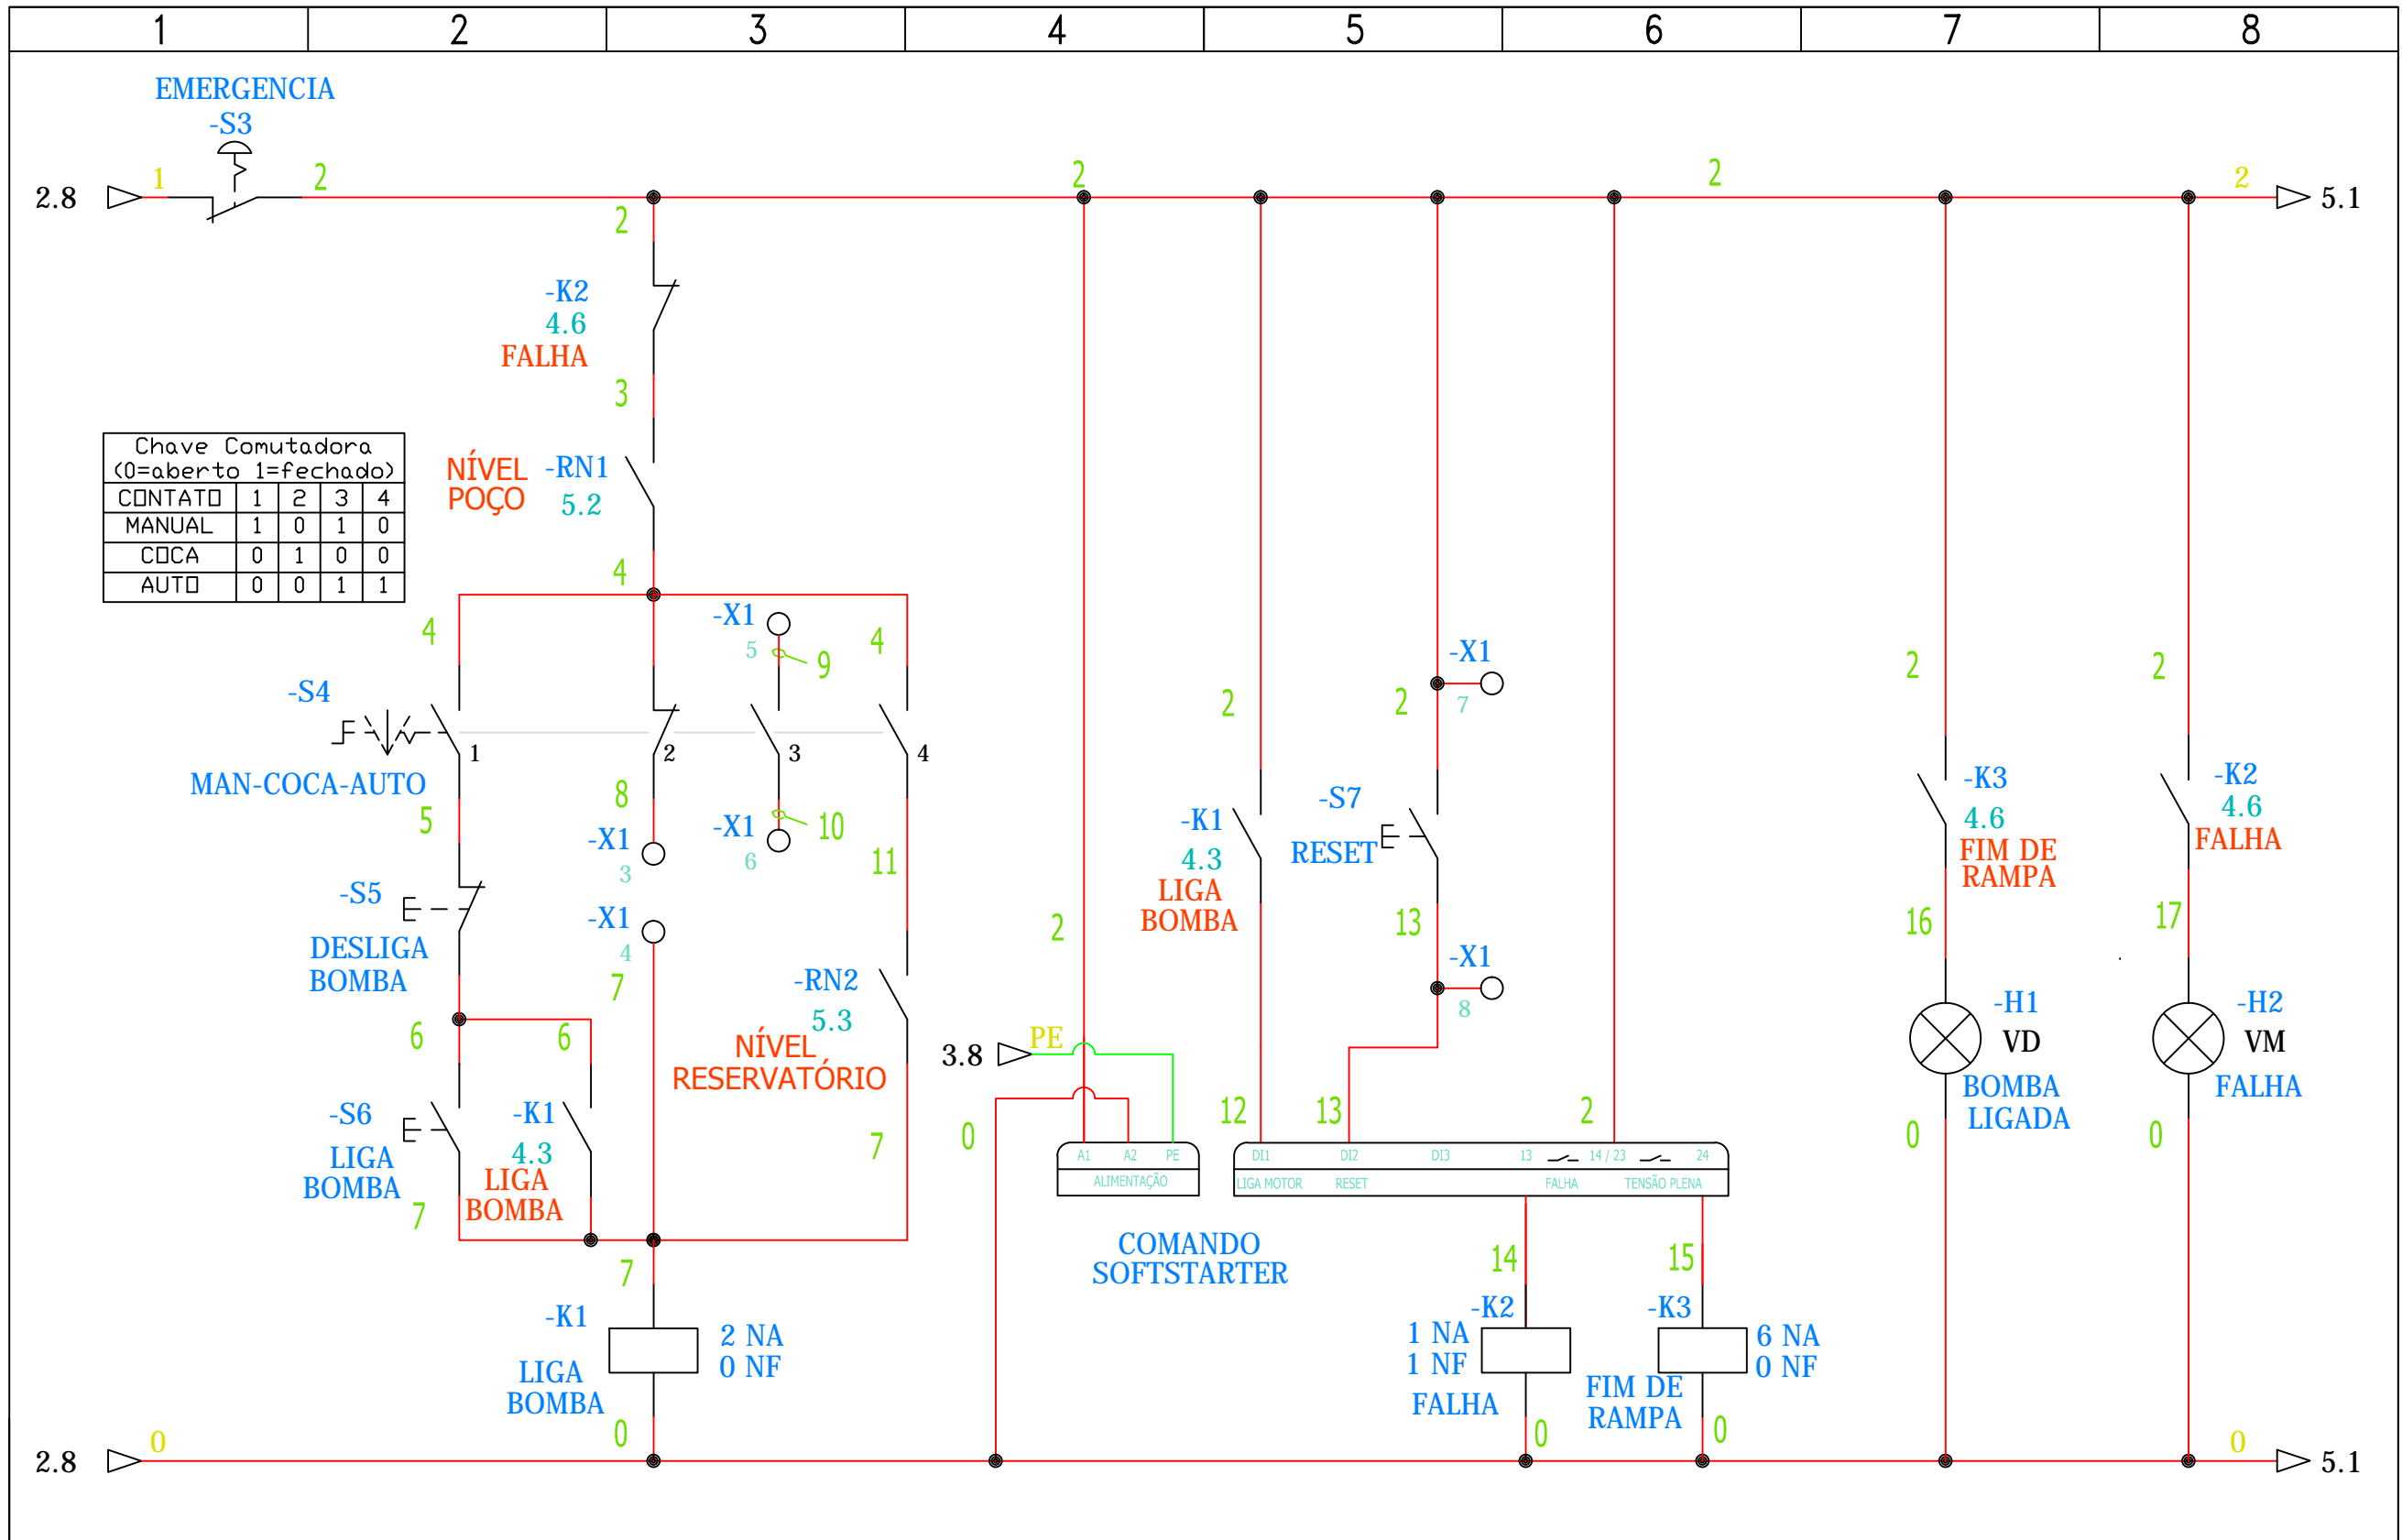 1 2 3 4 5 6 7 8
EMERGENCIA
-S3
2.8 1 2 2 2 2 5.1
2
-K2
4.6
FALHA
3
Chave Comutadora
(0=aberto 1=fechado)
CONTATO 1 2 3 4
MANUAL 1 0 1 0
COCA 0 1 0 0
AUTO 0 0 1 1
NÍVEL
POÇO
-RN1
5.2
4
4
-X1
5
9
4
-S4
MAN-COCA-AUTO
1 2 3 4
5
8
-X1
3
-X1
6
10
11
-S5
DESLIGA
BOMBA
-X1
4
7
-RN2
5.3
NÍVEL
RESERVATÓRIO
6 6
-S6
LIGA
BOMBA
-K1
4.3
LIGA
BOMBA
7
7
7
-K1
LIGA
BOMBA
2 NA
0 NF
0
2
3.8 PE
0
A1 A2 PE
ALIMENTAÇÃO
COMANDO
SOFTSTARTER
2
-K1
4.3
LIGA
BOMBA
12
-X1
7
2
-S7
RESET
13
-X1
8
13
2
DI1 DI2 DI3 13 14 / 23 24
LIGA MOTOR RESET FALHA TENSÃO PLENA
14
-K2
1 NA
1 NF
FALHA
0
15
-K3
6 NA
0 NF
FIM DE
RAMPA
0
2
-K3
4.6
FIM DE
RAMPA
16
-H1
VD
BOMBA
LIGADA
0
2
-K2
4.6
FALHA
17
-H2
VM
FALHA
0
2.8 0 0 5.1